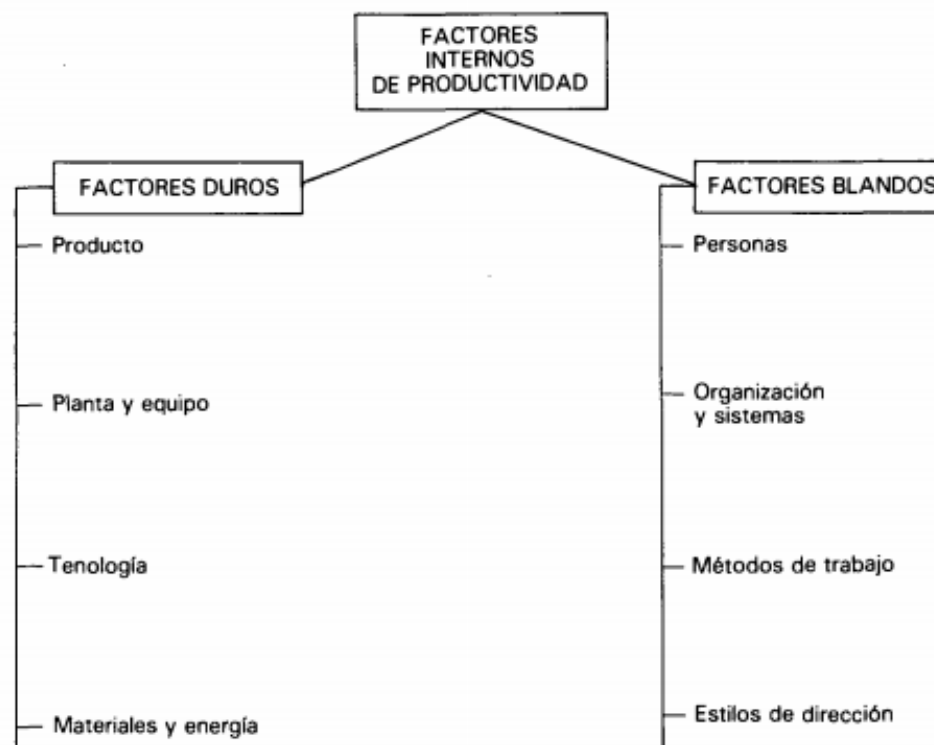 FACTORES
INTERNOS
DE PRODUCTIVIDAD
FACTORES DUROS
Producto
Planta y equipo
Tenología
Materiales y energía
FACTORES BLANDOS
Personas
Organización
y sistemas
Métodos de trabajo
Estilos de dirección